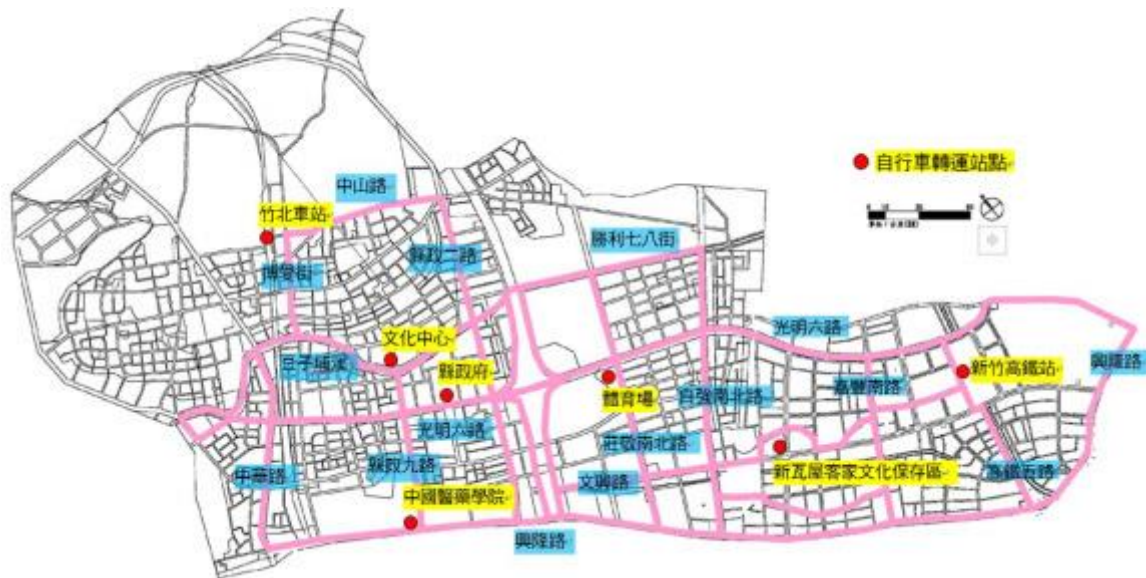 中山路
自行車轉運站點
竹北車站
勝利七八街
博愛街
縣政二路
光明六路
文化中心
豆子埔溪
縣政府
新竹高鐵站
興隆路
嘉豐南路
體育場
自強南北路
光明六路
莊敬南北路
縣政九路
中華路
新瓦屋客家文化保存區
高鐵五路
文興路
中國醫藥學院
興隆路